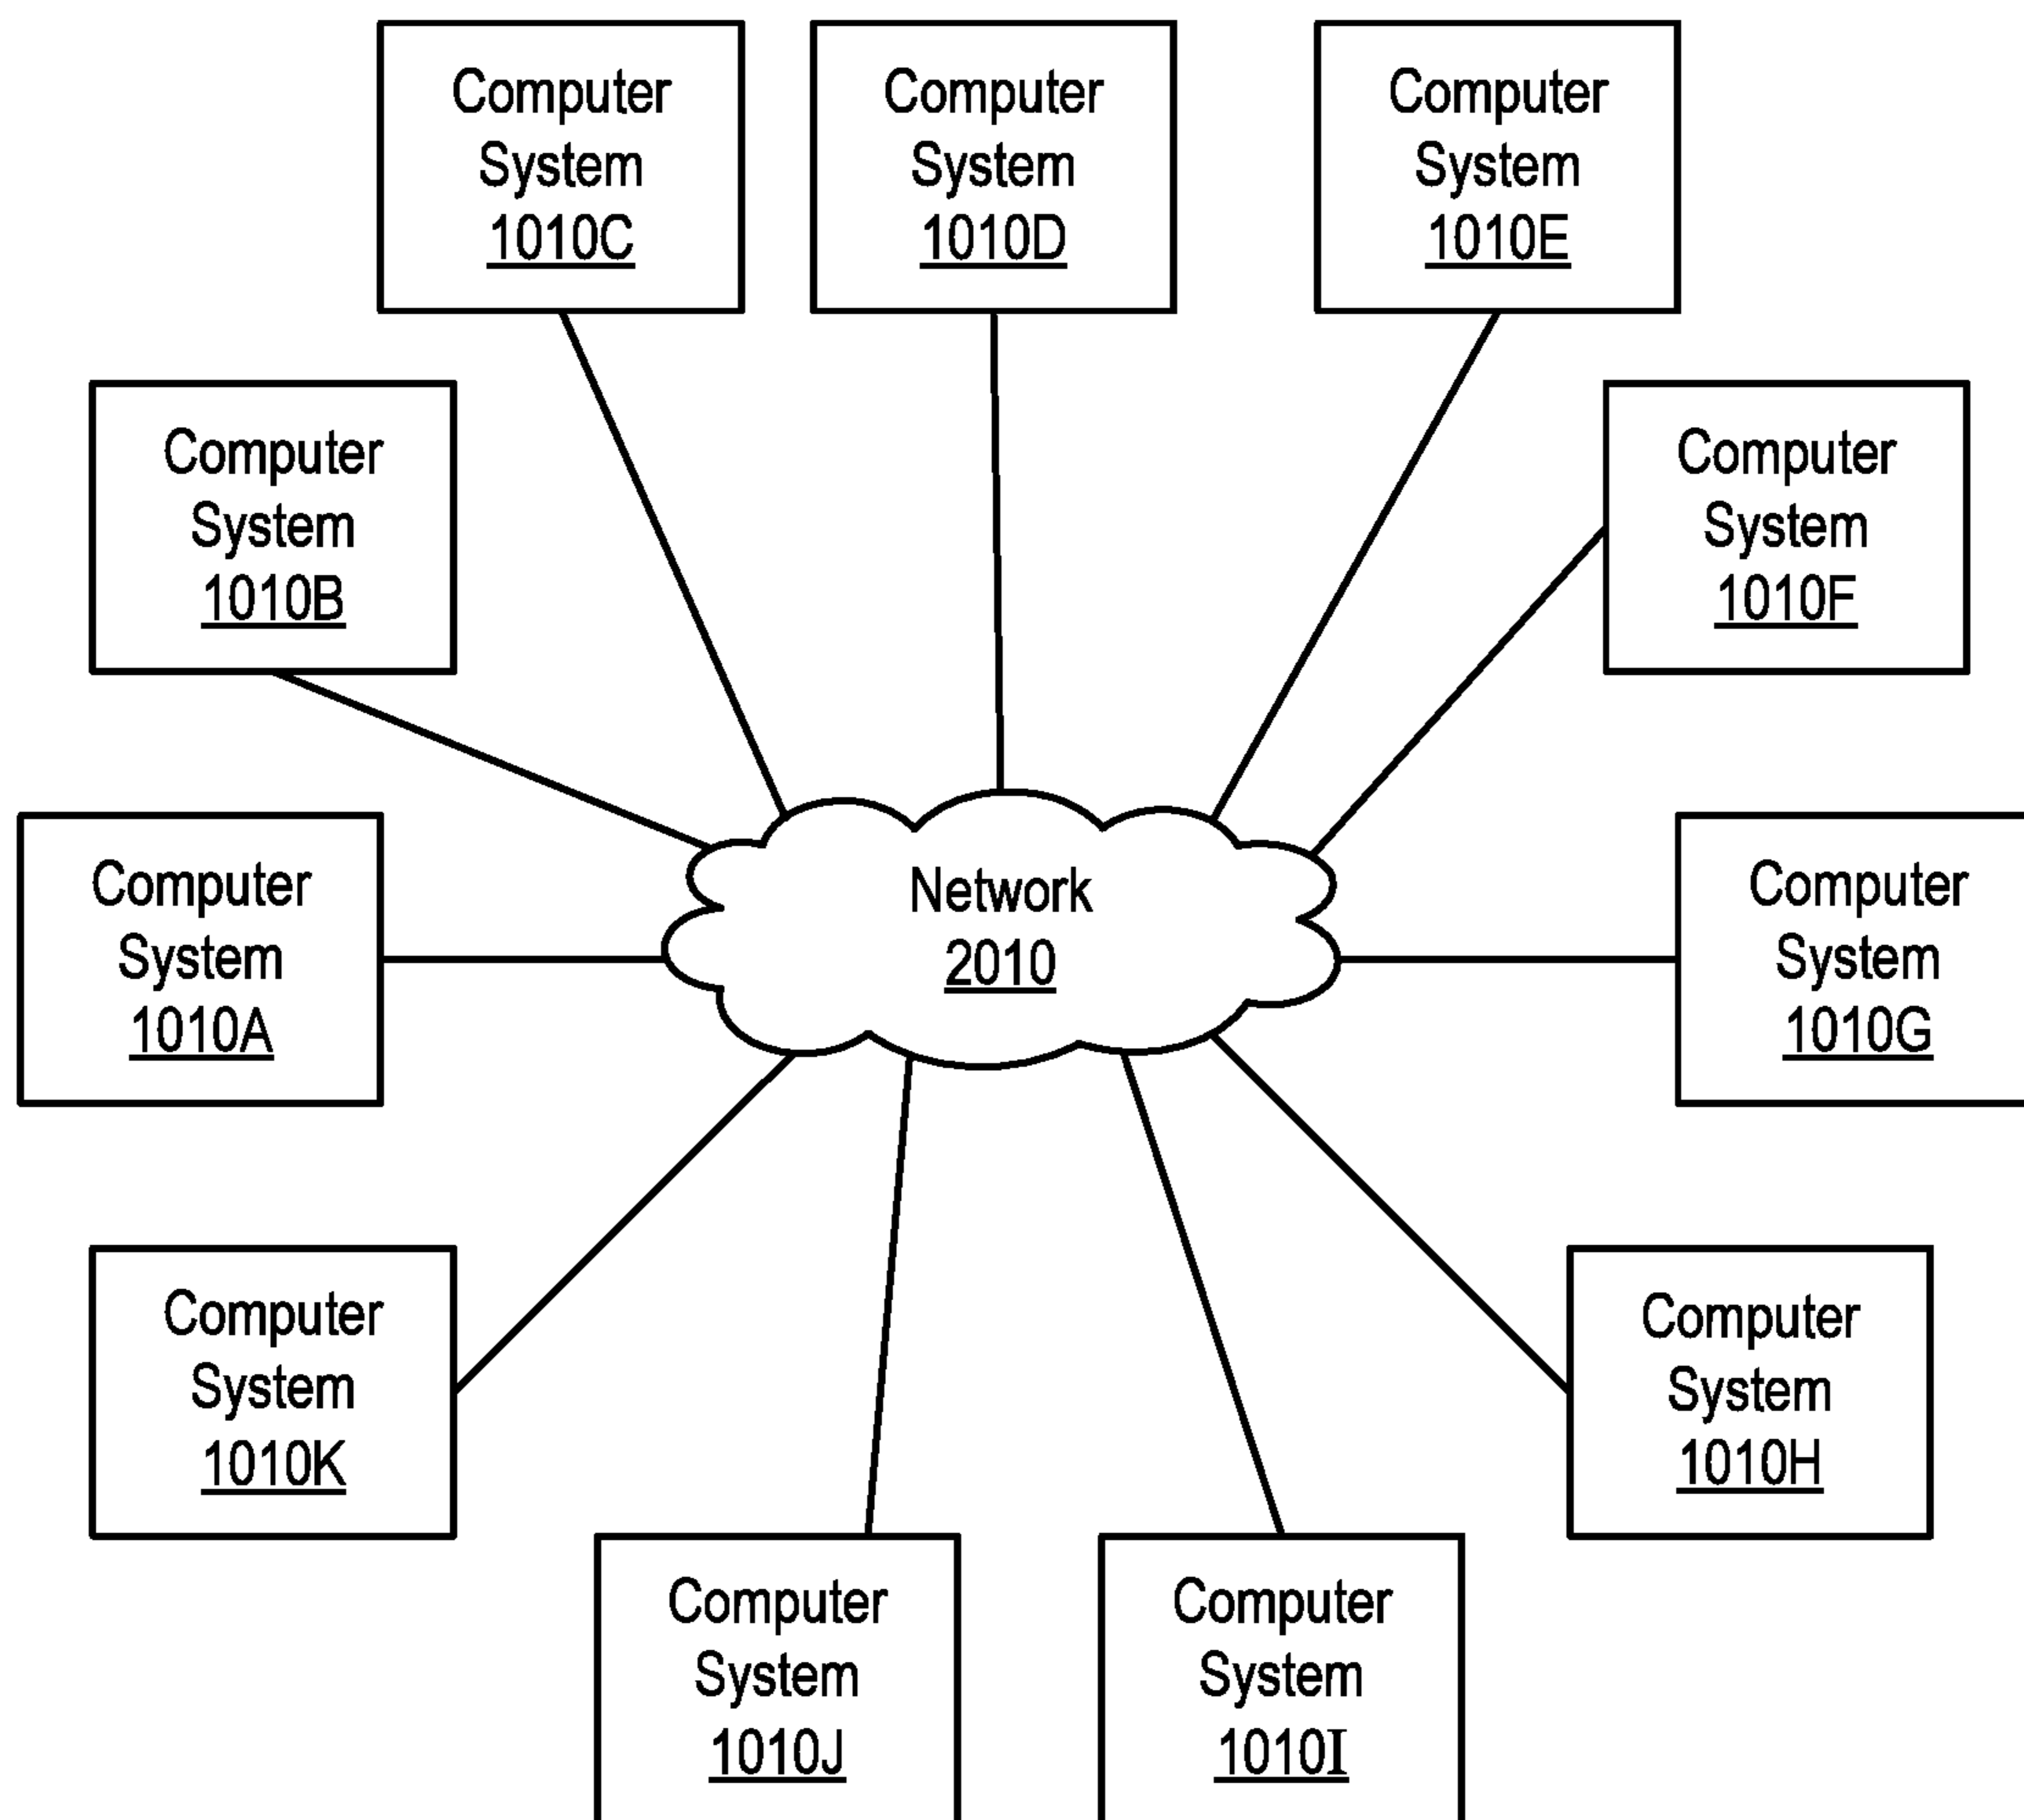 Computer
System
1010C
Computer
System
1010D
Computer
System
1010E
Computer
System
1010B
Computer
System
1010F
Computer
System
1010A
Network
2010
Computer
System
1010G
Computer
System
1010K
Computer
System
1010H
Computer
System
1010J
Computer
System
1010I